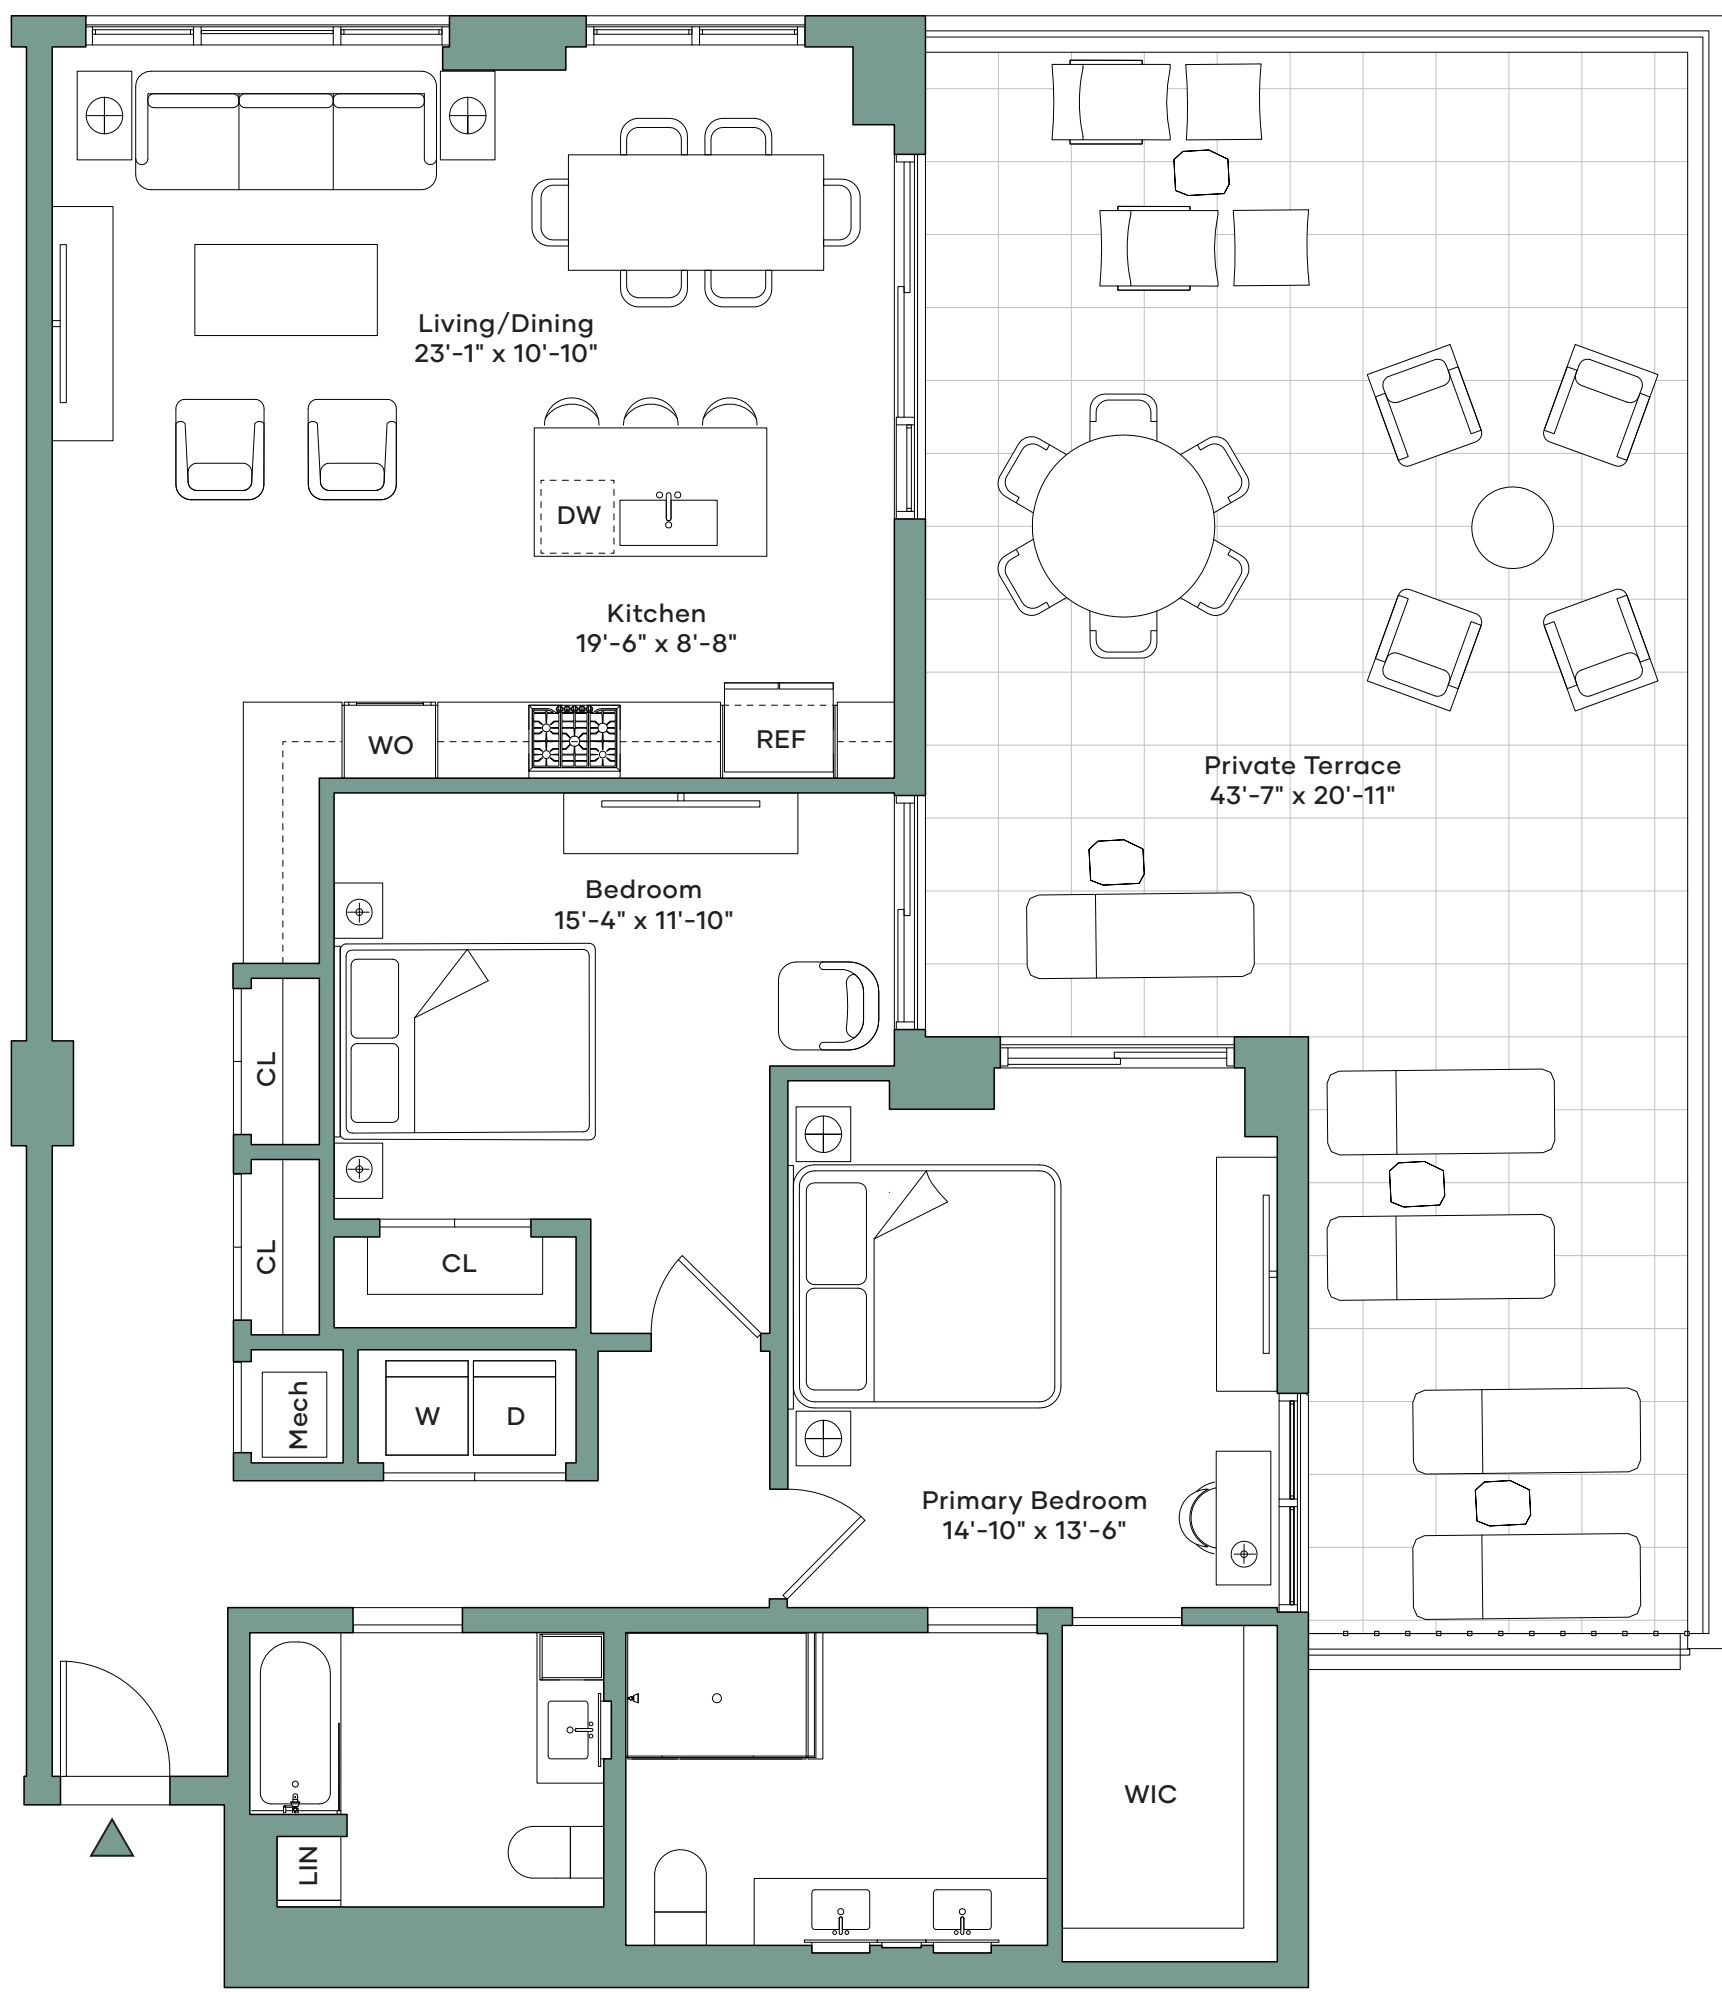 Living/Dining
23'-1" x 10'-10"
DW
Kitchen
19'-6" x 8'-8"
WO
REF
Private Terrace
43'-7" x 20'-11"
Bedroom
15'-4" x 11'-10"
CL
CL
CL
Mech
W
D
Primary Bedroom
14'-10" x 13'-6"
WIC
LIN